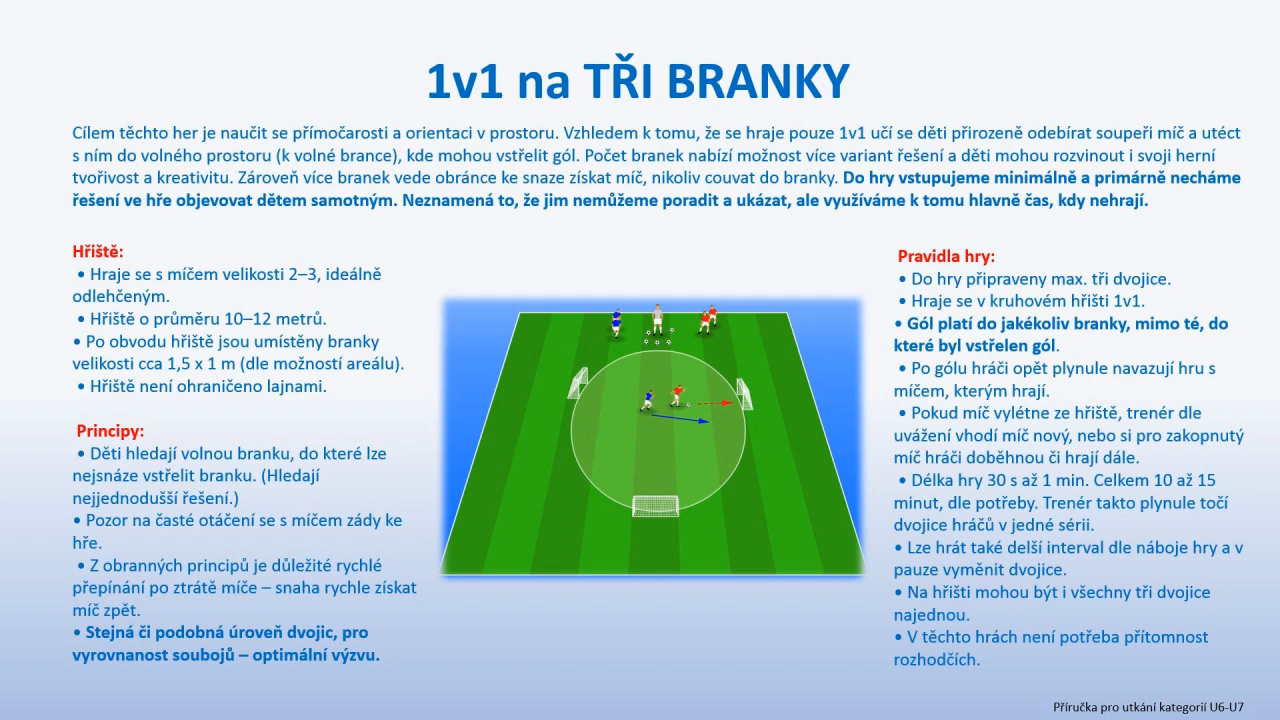 1v1 na TŘI BRANKY
Cílem těchto her je naučit se přímočarosti a orientaci v prostoru. Vzhledem k tomu, že se hraje pouze 1v1 učí se děti přirozeně odebírat soupeři míč a utéct
s ním do volného prostoru (k volné brance), kde mohou vstřelit gól. Počet branek nabízí možnost více variant řešení a děti mohou rozvinout i svoji herní
tvořivost a kreativitu. Zároveň více branek vede obránce ke snaze získat míč, nikoliv couvat do branky. Do hry vstupujeme minimálně a primárně necháme
řešení ve hře objevovat dětem samotným. Neznamená to, že jim nemůžeme poradit a ukázat, ale využíváme k tomu hlavně čas, kdy nehrají.
Hřiště:
• Hraje se s míčem velikosti 2–3, ideálně
odlehčeným.
• Hřiště o průměru 10–12 metrů.
• Po obvodu hřiště jsou umístěny branky
velikosti cca 1,5 x 1 m (dle možností areálu).
• Hřiště není ohraničeno lajnami.
Principy:
• Děti hledají volnou branku, do které lze
nejsnáze vstřelit branku. (Hledají
nejjednodušší řešení.)
• Pozor na časté otáčení se s míčem zády ke
hře.
• Z obranných principů je důležité rychlé
přepínání po ztrátě míče – snaha rychle získat
míč zpět.
• Stejná či podobná úroveň dvojic, pro
vyrovnanost soubojů – optimální výzvu.
Pravidla hry:
• Do hry připraveny max. tři dvojice.
• Hraje se v kruhovém hřišti 1v1.
• Gól platí do jakékoliv branky, mimo té, do
které byl vstřelen gól.
• Po gólu hráči opět plynule navazují hru s
míčem, kterým hrají.
• Pokud míč vylétne ze hřiště, trenér dle
uvážení vhodí míč nový, nebo si pro zakopnutý
míč hráči doběhnou či hrají dále.
• Délka hry 30 s až 1 min. Celkem 10 až 15
minut, dle potřeby. Trenér takto plynule točí
dvojice hráčů v jedné sérii.
• Lze hrát také delší interval dle náboje hry a v
pauze vyměnit dvojice.
• Na hřišti mohou být i všechny tři dvojice
najednou.
• V těchto hrách není potřeba přítomnost
rozhodčích.
Příručka pro utkání kategorií U6-U7